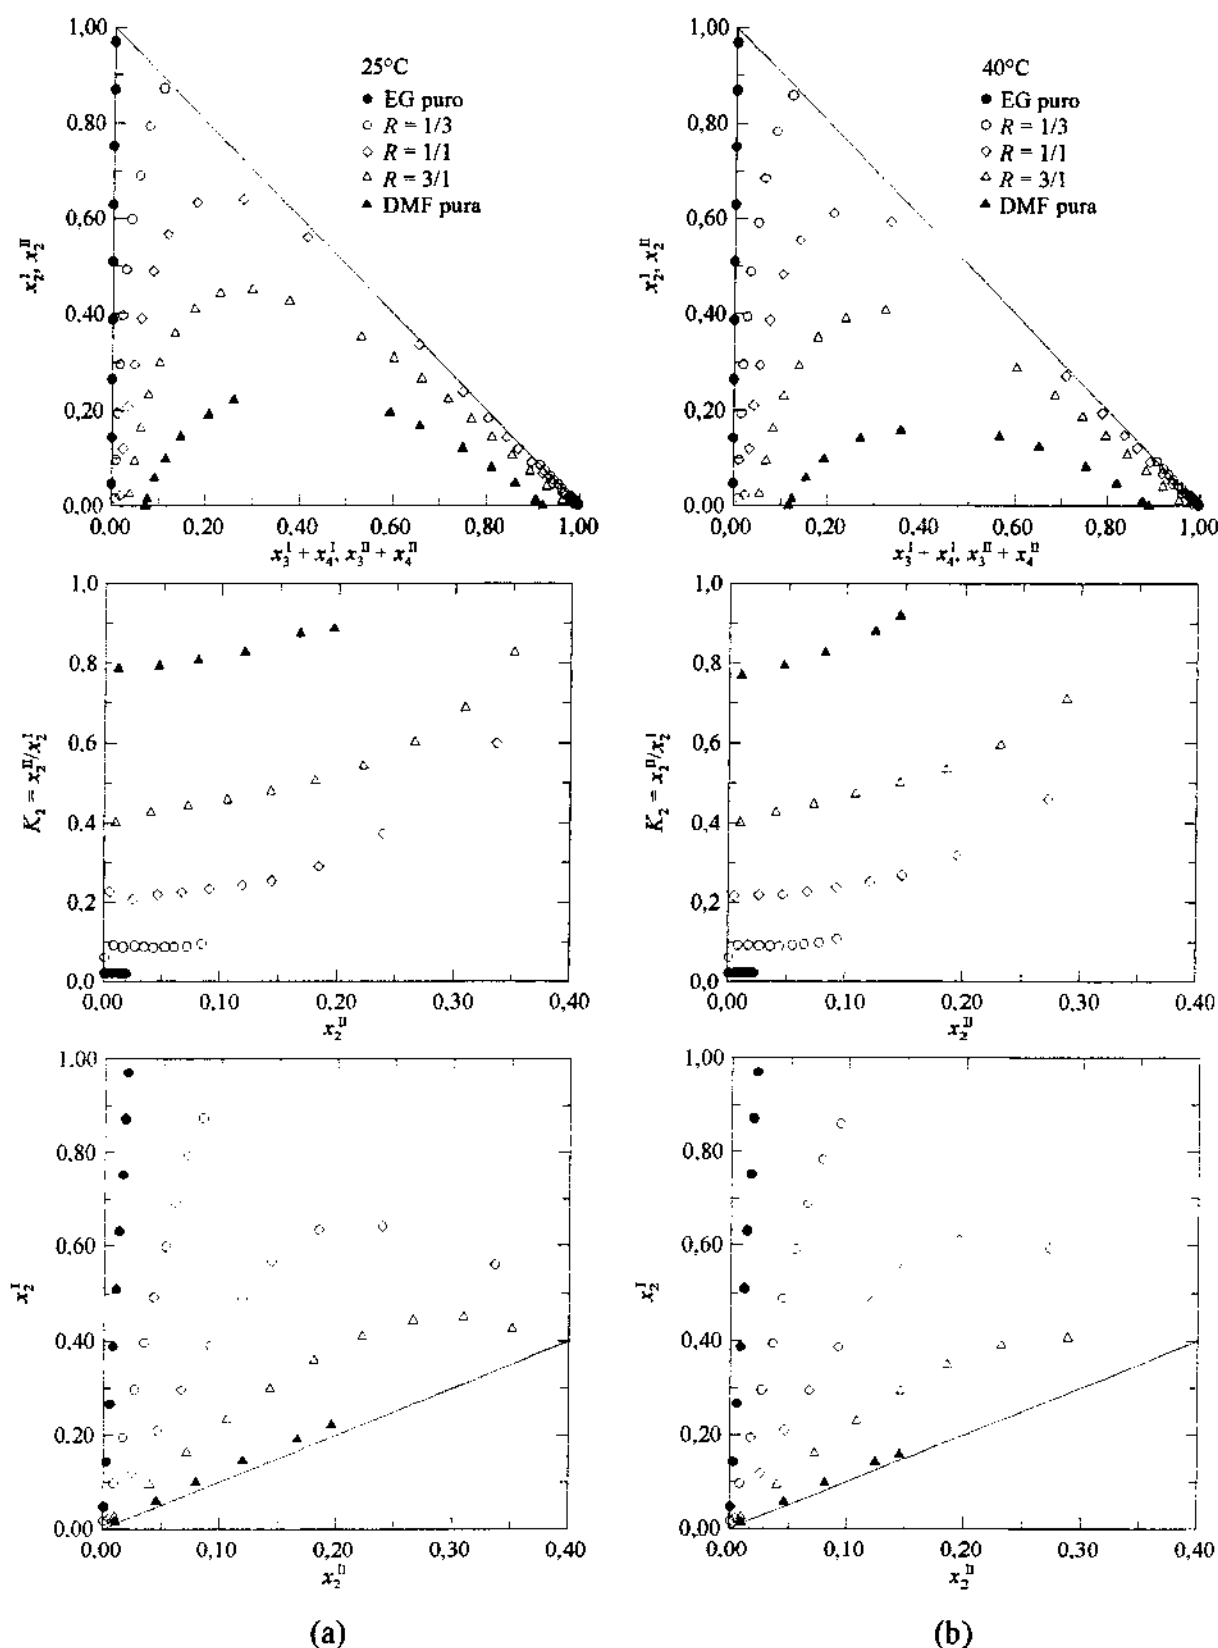 1,00
0,80
0,60
0,40
0,20
0,00
x₂ᴵ, x₂ᴵᴵ
25°C
● EG puro
○ R = 1/3
◇ R = 1/1
△ R = 3/1
▲ DMF pura
0,00 0,20 0,40 0,60 0,80 1,00
x₃ᴵ + x₄ᴵ, x₃ᴵᴵ + x₄ᴵᴵ
1,00
0,80
0,60
0,40
0,20
0,00
x₂ᴵ, x₂ᴵᴵ
40°C
● EG puro
○ R = 1/3
◇ R = 1/1
△ R = 3/1
▲ DMF pura
0,00 0,20 0,40 0,60 0,80 1,00
x₃ᴵ + x₄ᴵ, x₃ᴵᴵ + x₄ᴵᴵ
1,0
0,8
0,6
0,4
0,2
0,0
K₂ = x₂ᴵᴵ/x₂ᴵ
0,00 0,10 0,20 0,30 0,40
x₂ᴵᴵ
1,0
0,8
0,6
0,4
0,2
0,0
K₂ = x₂ᴵᴵ/x₂ᴵ
0,00 0,10 0,20 0,30 0,40
x₂ᴵᴵ
1,00
0,80
0,60
0,40
0,20
0,00
x₂ᴵ
0,00 0,10 0,20 0,30 0,40
x₂ᴵᴵ
(a)
1,00
0,80
0,60
0,40
0,20
0,00
x₂ᴵ
0,00 0,10 0,20 0,30 0,40
x₂ᴵᴵ
(b)